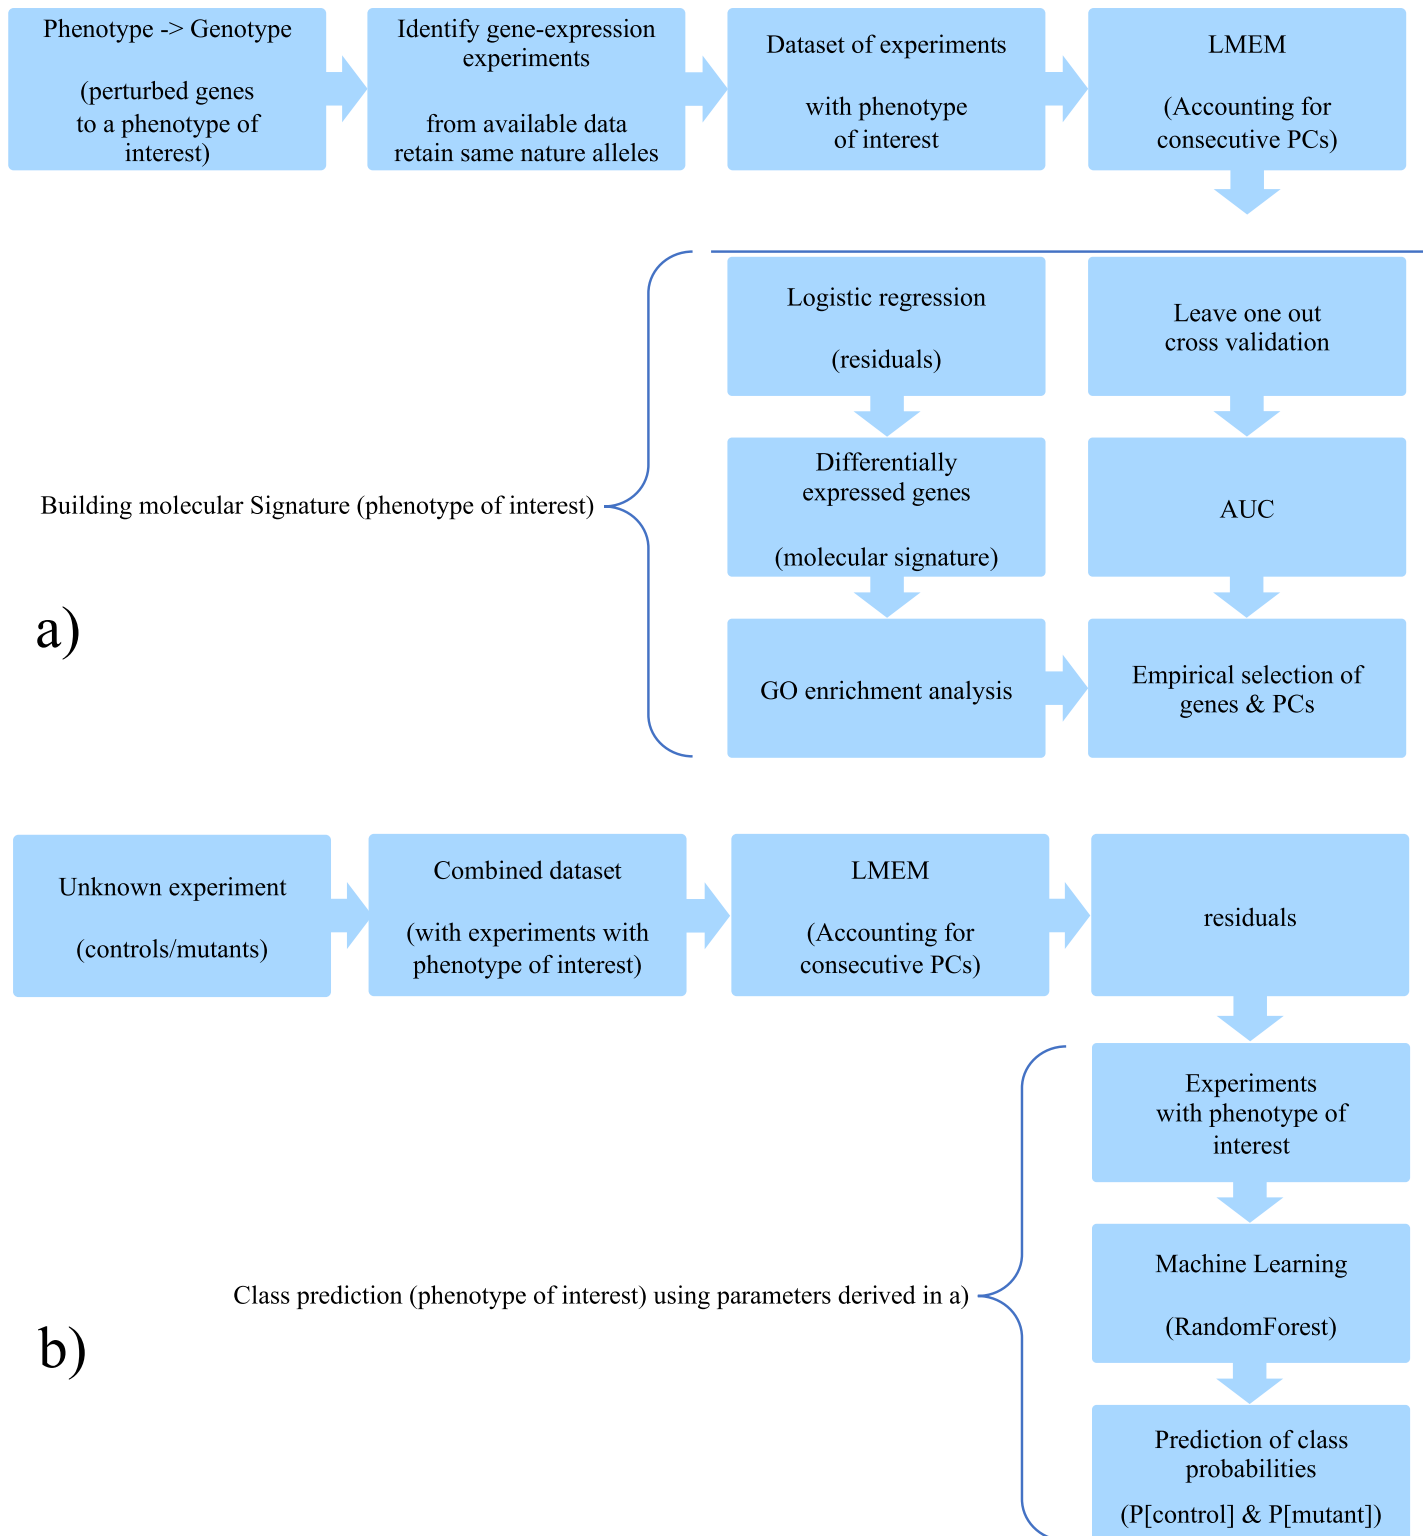 Phenotype -> Genotype
(perturbed genes
to a phenotype of
interest)
Identify gene-expression
experiments
from available data
retain same nature alleles
Dataset of experiments
with phenotype
of interest
LMEM
(Accounting for
consecutive PCs)
Building molecular Signature (phenotype of interest)
Logistic regression
(residuals)
Differentially
expressed genes
(molecular signature)
GO enrichment analysis
Leave one out
cross validation
AUC
Empirical selection of
genes & PCs
a)
Unknown experiment
(controls/mutants)
Combined dataset
(with experiments with
phenotype of interest)
LMEM
(Accounting for
consecutive PCs)
residuals
Class prediction (phenotype of interest) using parameters derived in a)
Experiments
with phenotype of
interest
Machine Learning
(RandomForest)
Prediction of class
probabilities
(P[control] & P[mutant])
b)